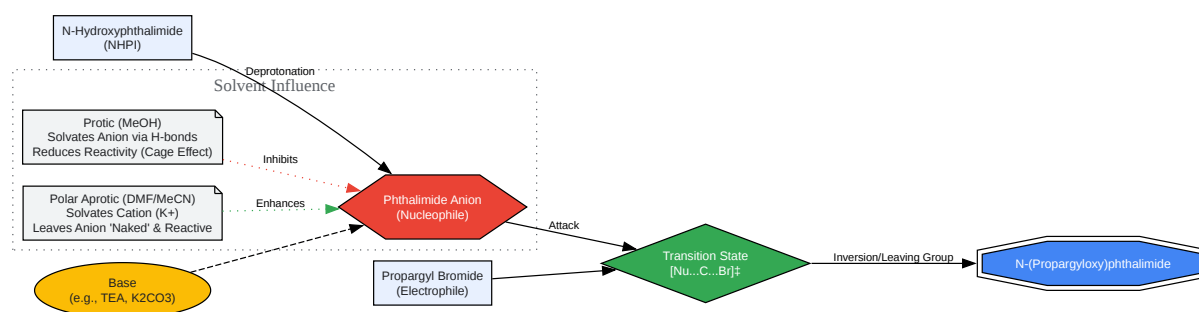 N-Hydroxyphthalimide
(NHPI)
Deprotonation
Solvent Influence
Protic (MeOH)
Solvates Anion via H-bonds
Reduces Reactivity (Cage Effect)
Inhibits
Polar Aprotic (DMF/MeCN)
Solvates Cation (K+)
Leaves Anion 'Naked' & Reactive
Enhances
Phthalimide Anion
(Nucleophile)
Attack
Base
(e.g., TEA, K2CO3)
Propargyl Bromide
(Electrophile)
Transition State
[Nu...C...Br]‡
Inversion/Leaving Group
N-(Propargyloxy)phthalimide